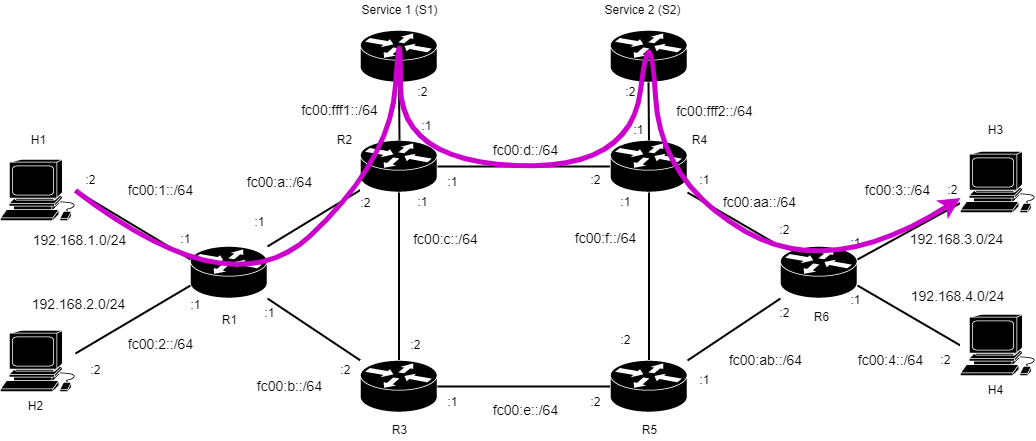 Service 1 (S1)
Service 2 (S2)
:2
:2
fc00:fff1::/64
fc00:fff2::/64
:1
:1
H1
R2
R4
H3
fc00:d::/64
:2
fc00:1::/64
fc00:a::/64
:2
:1
:1
:2
:1
:1
fc00:aa::/64
fc00:3::/64
:2
:1
:2
192.168.1.0/24
:1
fc00:c::/64
fc00:f::/64
:1
192.168.3.0/24
192.168.2.0/24
:1
R1
:1
:2
R6
:1
192.168.4.0/24
fc00:2::/64
:2
:2
fc00:ab::/64
fc00:4::/64
:2
:2
H2
fc00:b::/64
:2
:1
fc00:e::/64
:2
:1
H4
R3
R5